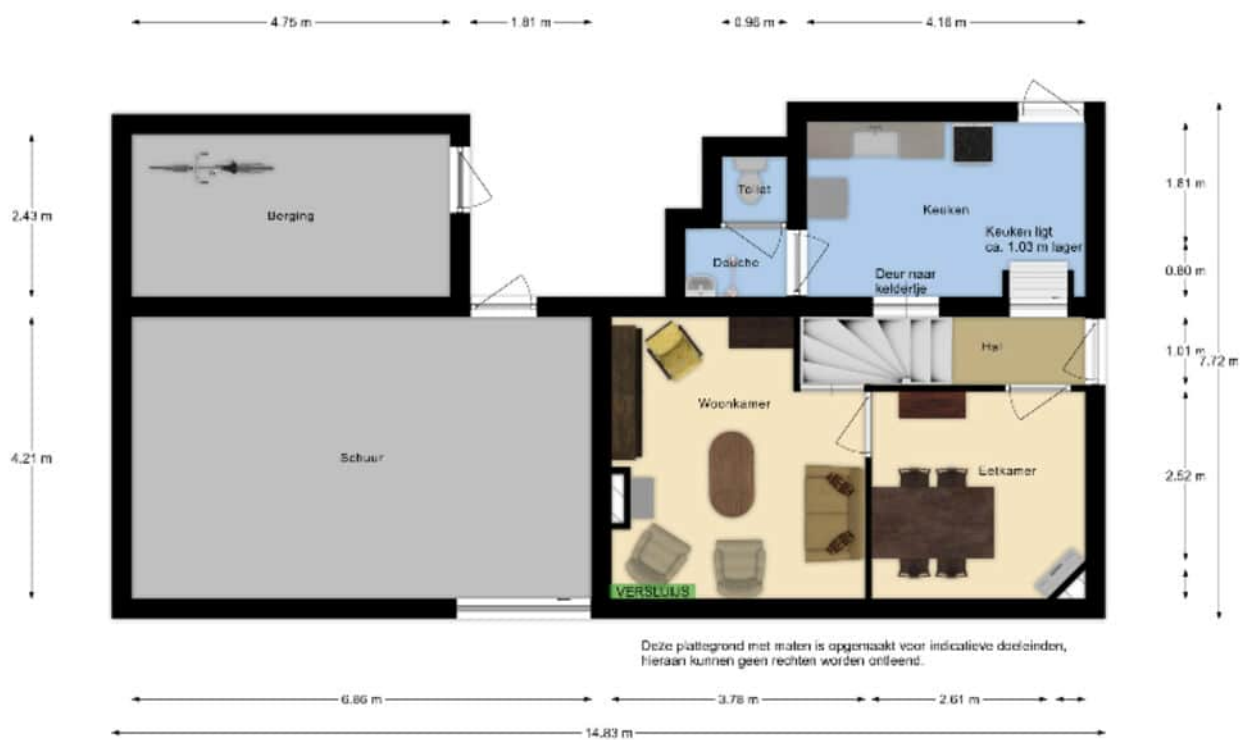 4.75 m
1.81 m
0.96 m
4.18 m
2.43 m
Berging
Toilet
Keuken
1.81 m
Keuken ligt
ca. 1.03 m lager
Douche
Deur naar
keldertje
0.80 m
Hal
1.01 m
7.72 m
Woonkamer
4.21 m
Schuur
Eetkamer
2.52 m
VERSLUIJS
Deze plattegrond met maten is opgemaakt voor indicatieve doeleinden,
hieraan kunnen geen rechten worden ontleend.
6.86 m
3.78 m
2.61 m
14.83 m